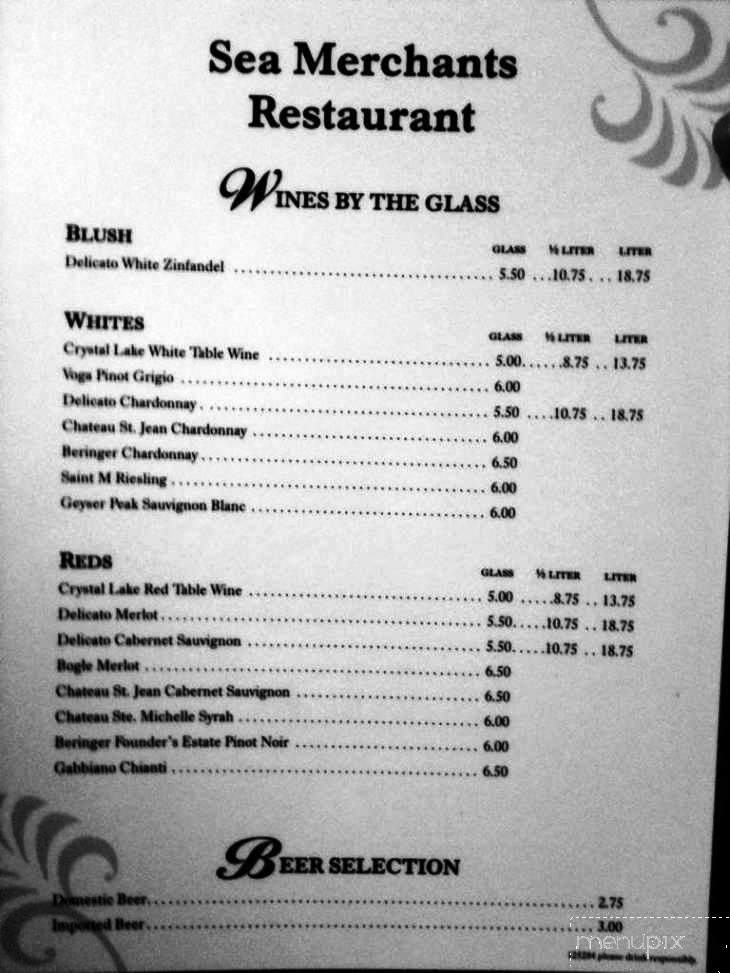 Sea Merchants
Restaurant
WINES BY THE GLASS
BLUSH GLASS ½ LITER LITER
Delicato White Zinfandel .................................... 5.50 ...10.75... 18.75
WHITES GLASS ½ LITER LITER
Crystal Lake White Table Wine ............................... 5.00......8.75 .. 13.75
Voga Pinot Grigio ........................................... 6.00
Delicato Chardonnay......................................... 5.50 ....10.75 .. 18.75
Chateau St. Jean Chardonnay ................................. 6.00
Beringer Chardonnay......................................... 6.50
Saint M Riesling ............................................ 6.00
Geyser Peak Sauvignon Blanc ................................. 6.00
REDS GLASS ½ LITER LITER
Crystal Lake Red Table Wine ................................. 5.00 .....8.75 .. 13.75
Delicato Merlot............................................. 5.50.....10.75 .. 18.75
Delicato Cabernet Sauvignon ................................. 5.50.....10.75 .. 18.75
Bogle Merlot ................................................ 6.50
Chateau St. Jean Cabernet Sauvignon ......................... 6.50
Chateau Ste. Michelle Syrah ................................. 6.00
Beringer Founder's Estate Pinot Noir ........................ 6.00
Gabbiano Chianti ............................................ 6.50
BEER SELECTION
Domestic Beer............................................................... 2.75
Imported Beer............................................................... 3.00
menupix
please drink responsibly.